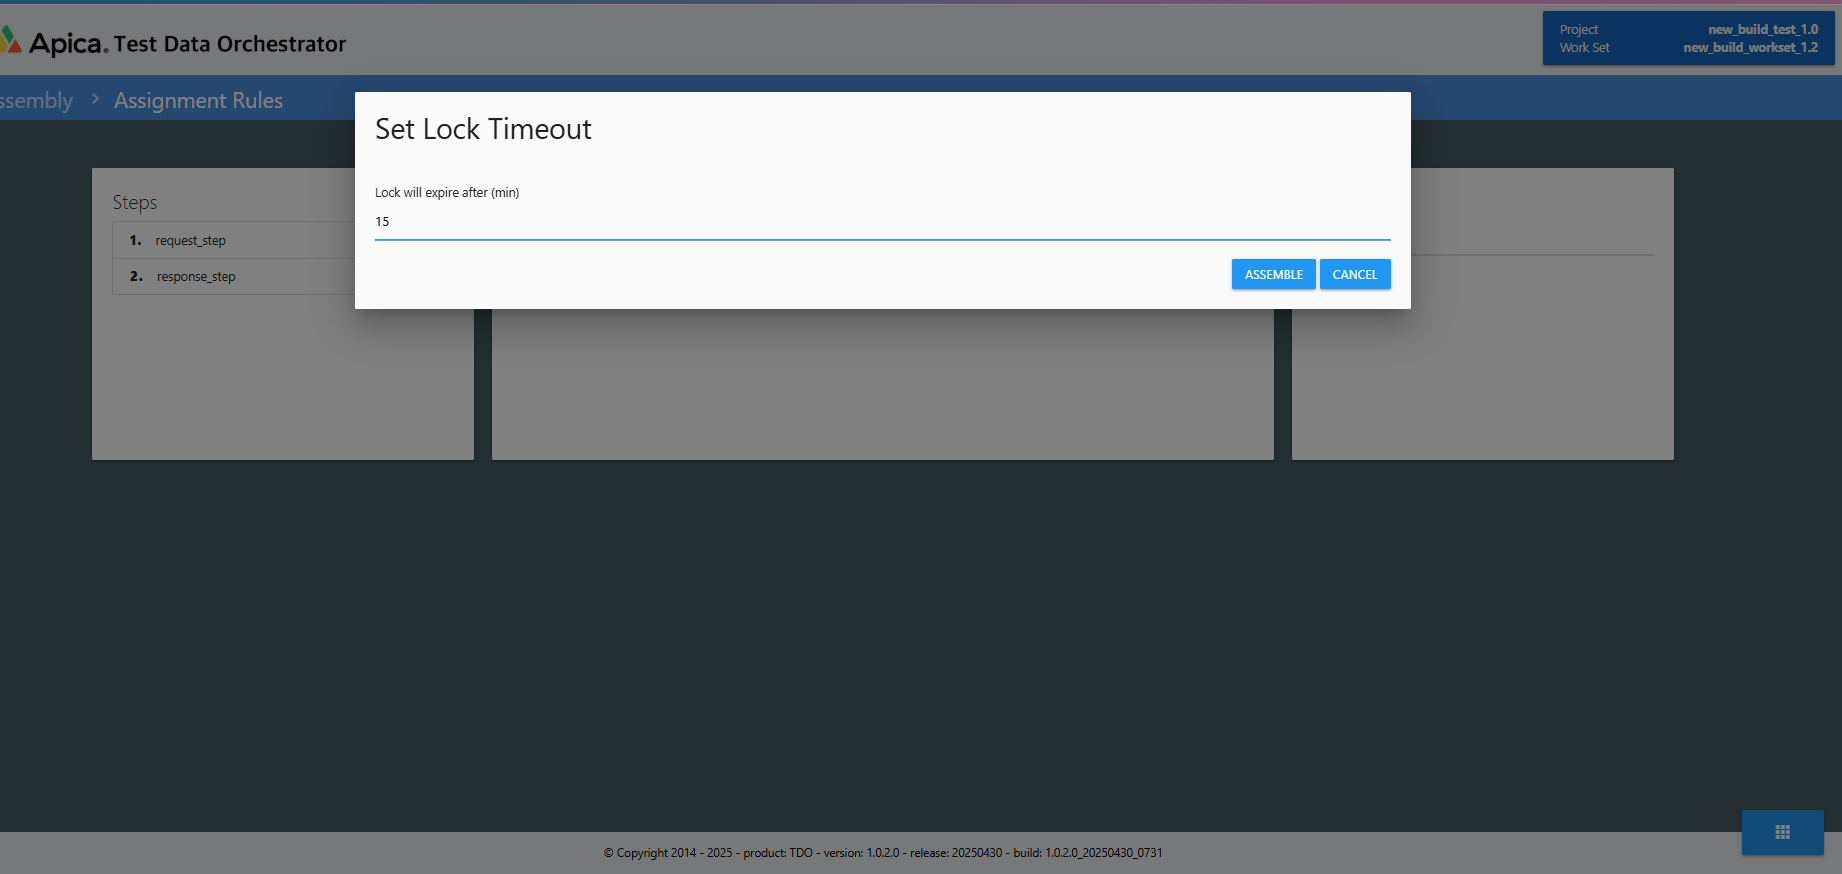 Apica. Test Data Orchestrator
Project new_build_test_1.0
Work Set new_build_workset_1.2
ssembly > Assignment Rules
Set Lock Timeout
Lock will expire after (min)
15
ASSEMBLE CANCEL
Steps
1. request_step
2. response_step
© Copyright 2014 - 2025 - product: TDO - version: 1.0.2.0 - release: 20250430 - build: 1.0.2.0_20250430_0731